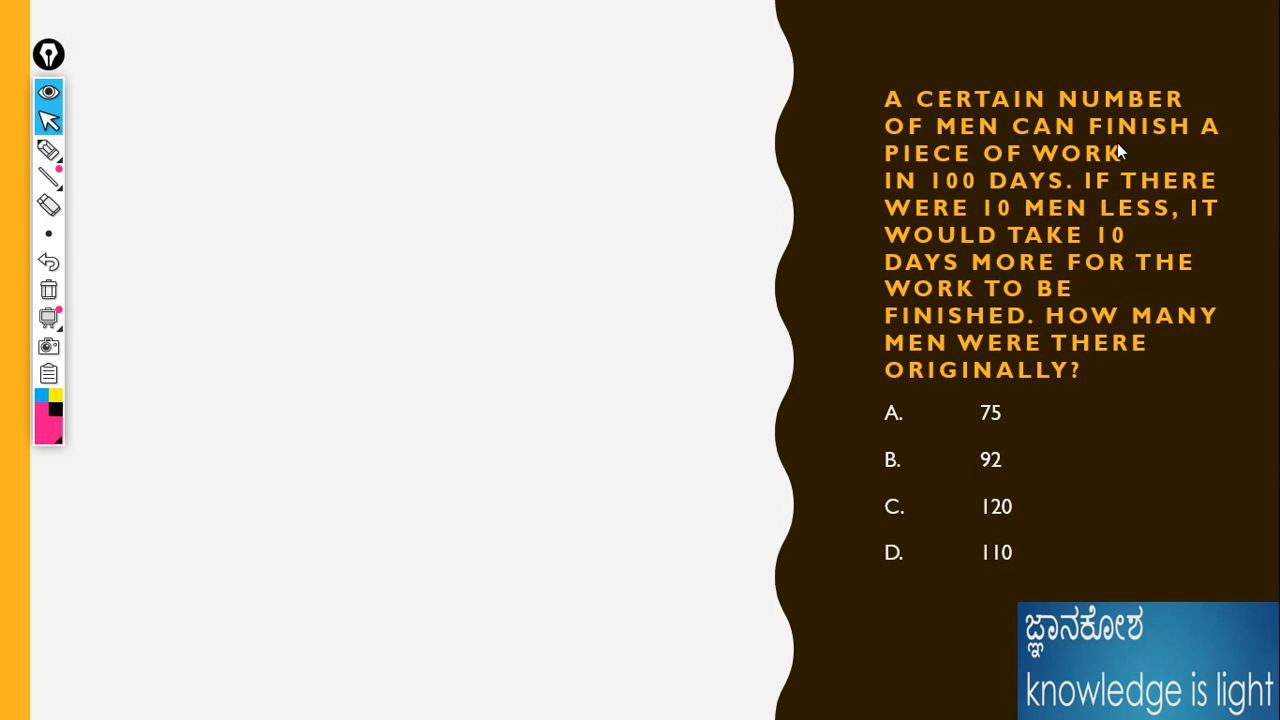 A CERTAIN NUMBER
OF MEN CAN FINISH A
PIECE OF WORK
IN 100 DAYS. IF THERE
WERE 10 MEN LESS, IT
WOULD TAKE 10
DAYS MORE FOR THE
WORK TO BE
FINISHED. HOW MANY
MEN WERE THERE
ORIGINALLY?
A. 75
B. 92
C. 120
D. 110
ಜ್ಞಾನಕೋಶ
knowledge is light